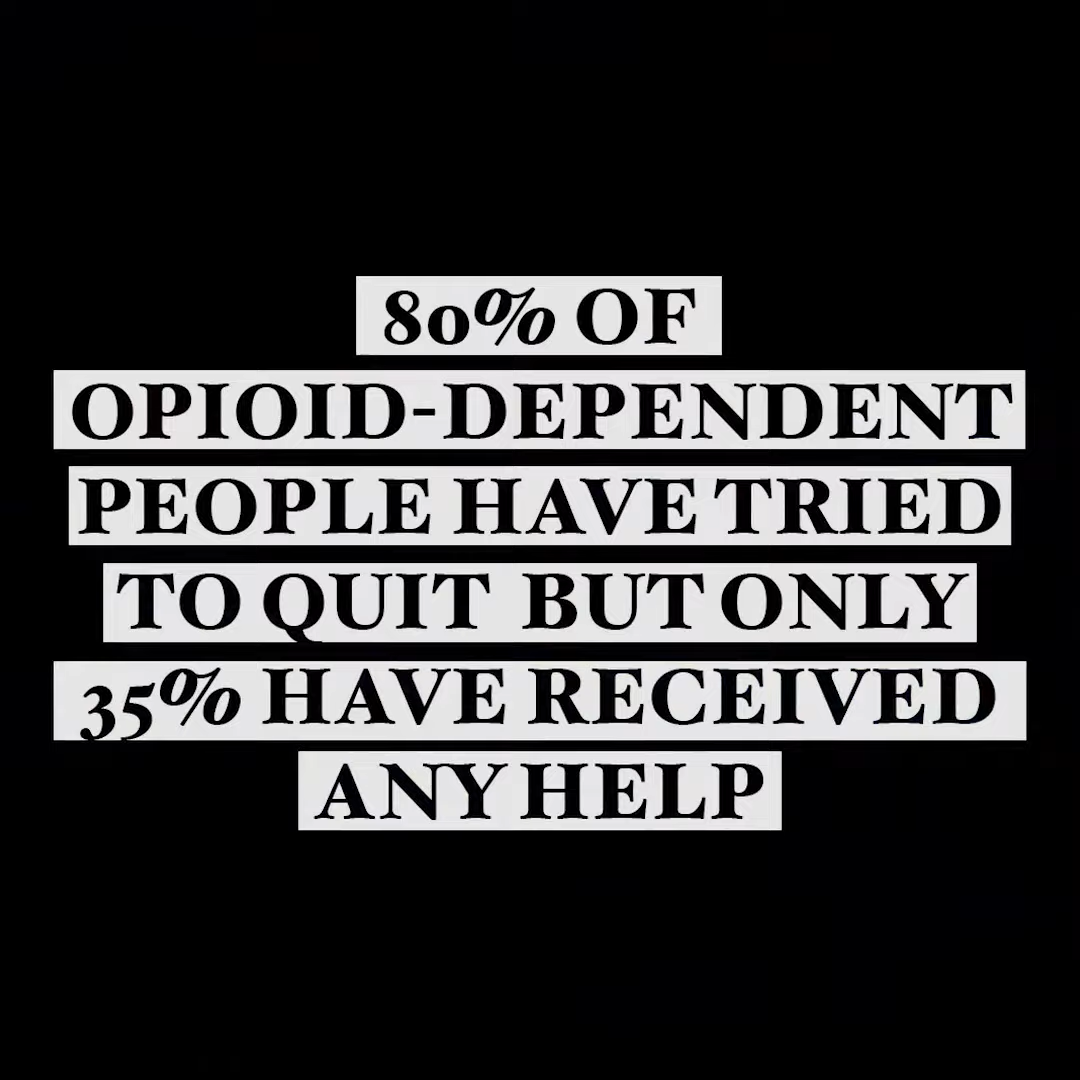 80% OF
OPIOID-DEPENDENT
PEOPLE HAVE TRIED
TO QUIT BUT ONLY
35% HAVE RECEIVED
ANY HELP